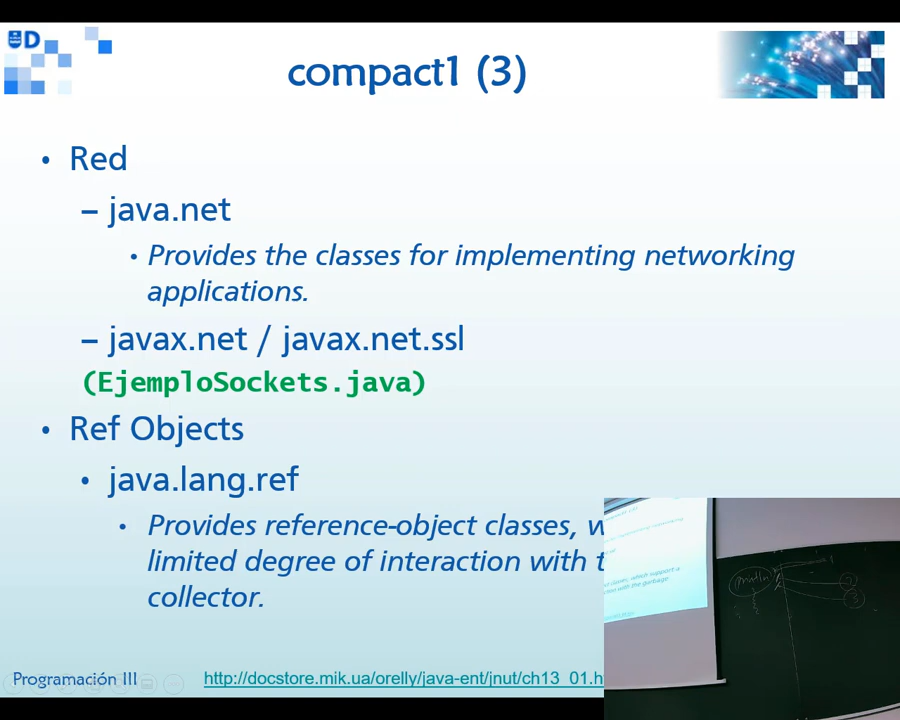 D
compact1 (3)
• Red
– java.net
• Provides the classes for implementing networking
applications.
– javax.net / javax.net.ssl
(EjemploSockets.java)
• Ref Objects
• java.lang.ref
• Provides reference-object classes, w
limited degree of interaction with t
collector.
println
Programación III
http://docstore.mik.ua/orelly/java-ent/jnut/ch13_01.h